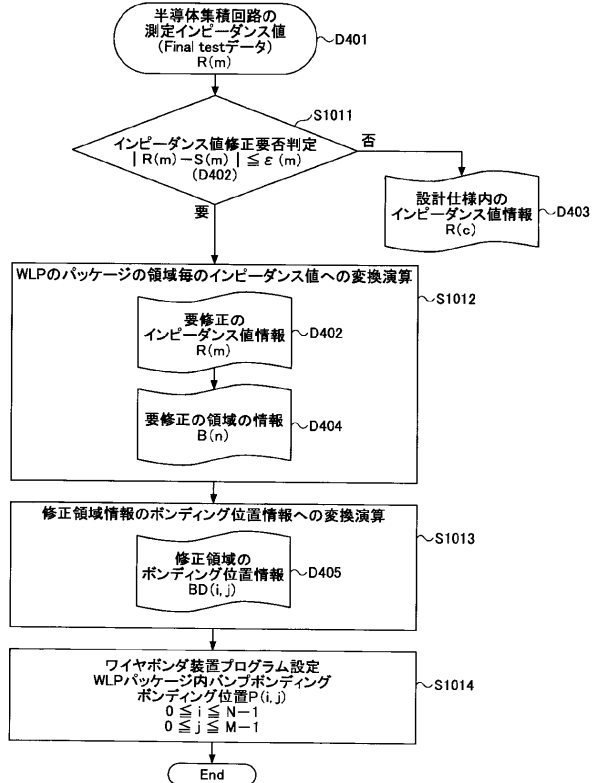 半導体集積回路の
測定インピーダンス値
(Final testデータ)
R(m)
D401
S1011
インピーダンス値修正要否判定
|R(m)-S(m)|≦ε(m)
(D402)
否
要
設計仕様内の
インピーダンス値情報
R(c)
D403
WLPのパッケージの領域毎のインピーダンス値への変換演算
S1012
要修正の
インピーダンス値情報
R(m)
D402
要修正の領域の情報
B(n)
D404
修正領域情報のボンディング位置情報への変換演算
S1013
修正領域の
ボンディング位置情報
BD(i,j)
D405
ワイヤボンダ装置プログラム設定
WLPパッケージ内バンプボンディング
ボンディング位置P(i,j)
0≦i≦N-1
0≦j≦M-1
S1014
End